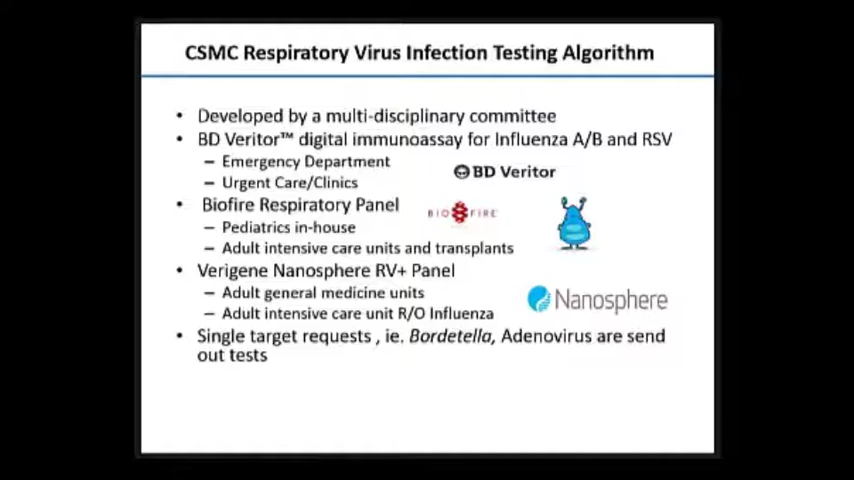 CSMC Respiratory Virus Infection Testing Algorithm
• Developed by a multi-disciplinary committee
• BD Veritor™ digital immunoassay for Influenza A/B and RSV
– Emergency Department
– Urgent Care/Clinics
BD Veritor
• Biofire Respiratory Panel
BIO FIRE
– Pediatrics in-house
– Adult intensive care units and transplants
• Verigene Nanosphere RV+ Panel
– Adult general medicine units
Nanosphere
– Adult intensive care unit R/O Influenza
• Single target requests , ie. Bordetella, Adenovirus are send
out tests